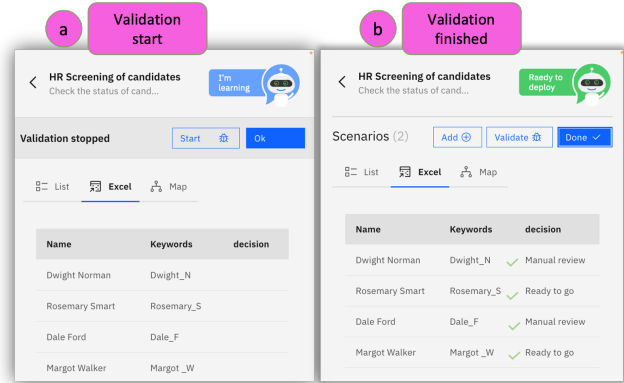 a
Validation
start
HR Screening of candidates
Check the status of cand...
I'm
learning
Validation stopped
Start
Ok
List
Excel
Map
Name Keywords decision
Dwight Norman Dwight_N
Rosemary Smart Rosemary_S
Dale Ford Dale_F
Margot Walker Margot _W
b
Validation
finished
HR Screening of candidates
Check the status of cand...
Raedy to
deploy
Scenarios (2)
Add
Validate
Done
List
Excel
Map
Name Keywords decision
Dwight Norman Dwight_N Manual review
Rosemary Smart Rosemary_S Ready to go
Dale Ford Dale_F Manual review
Margot Walker Margot _W Ready to go